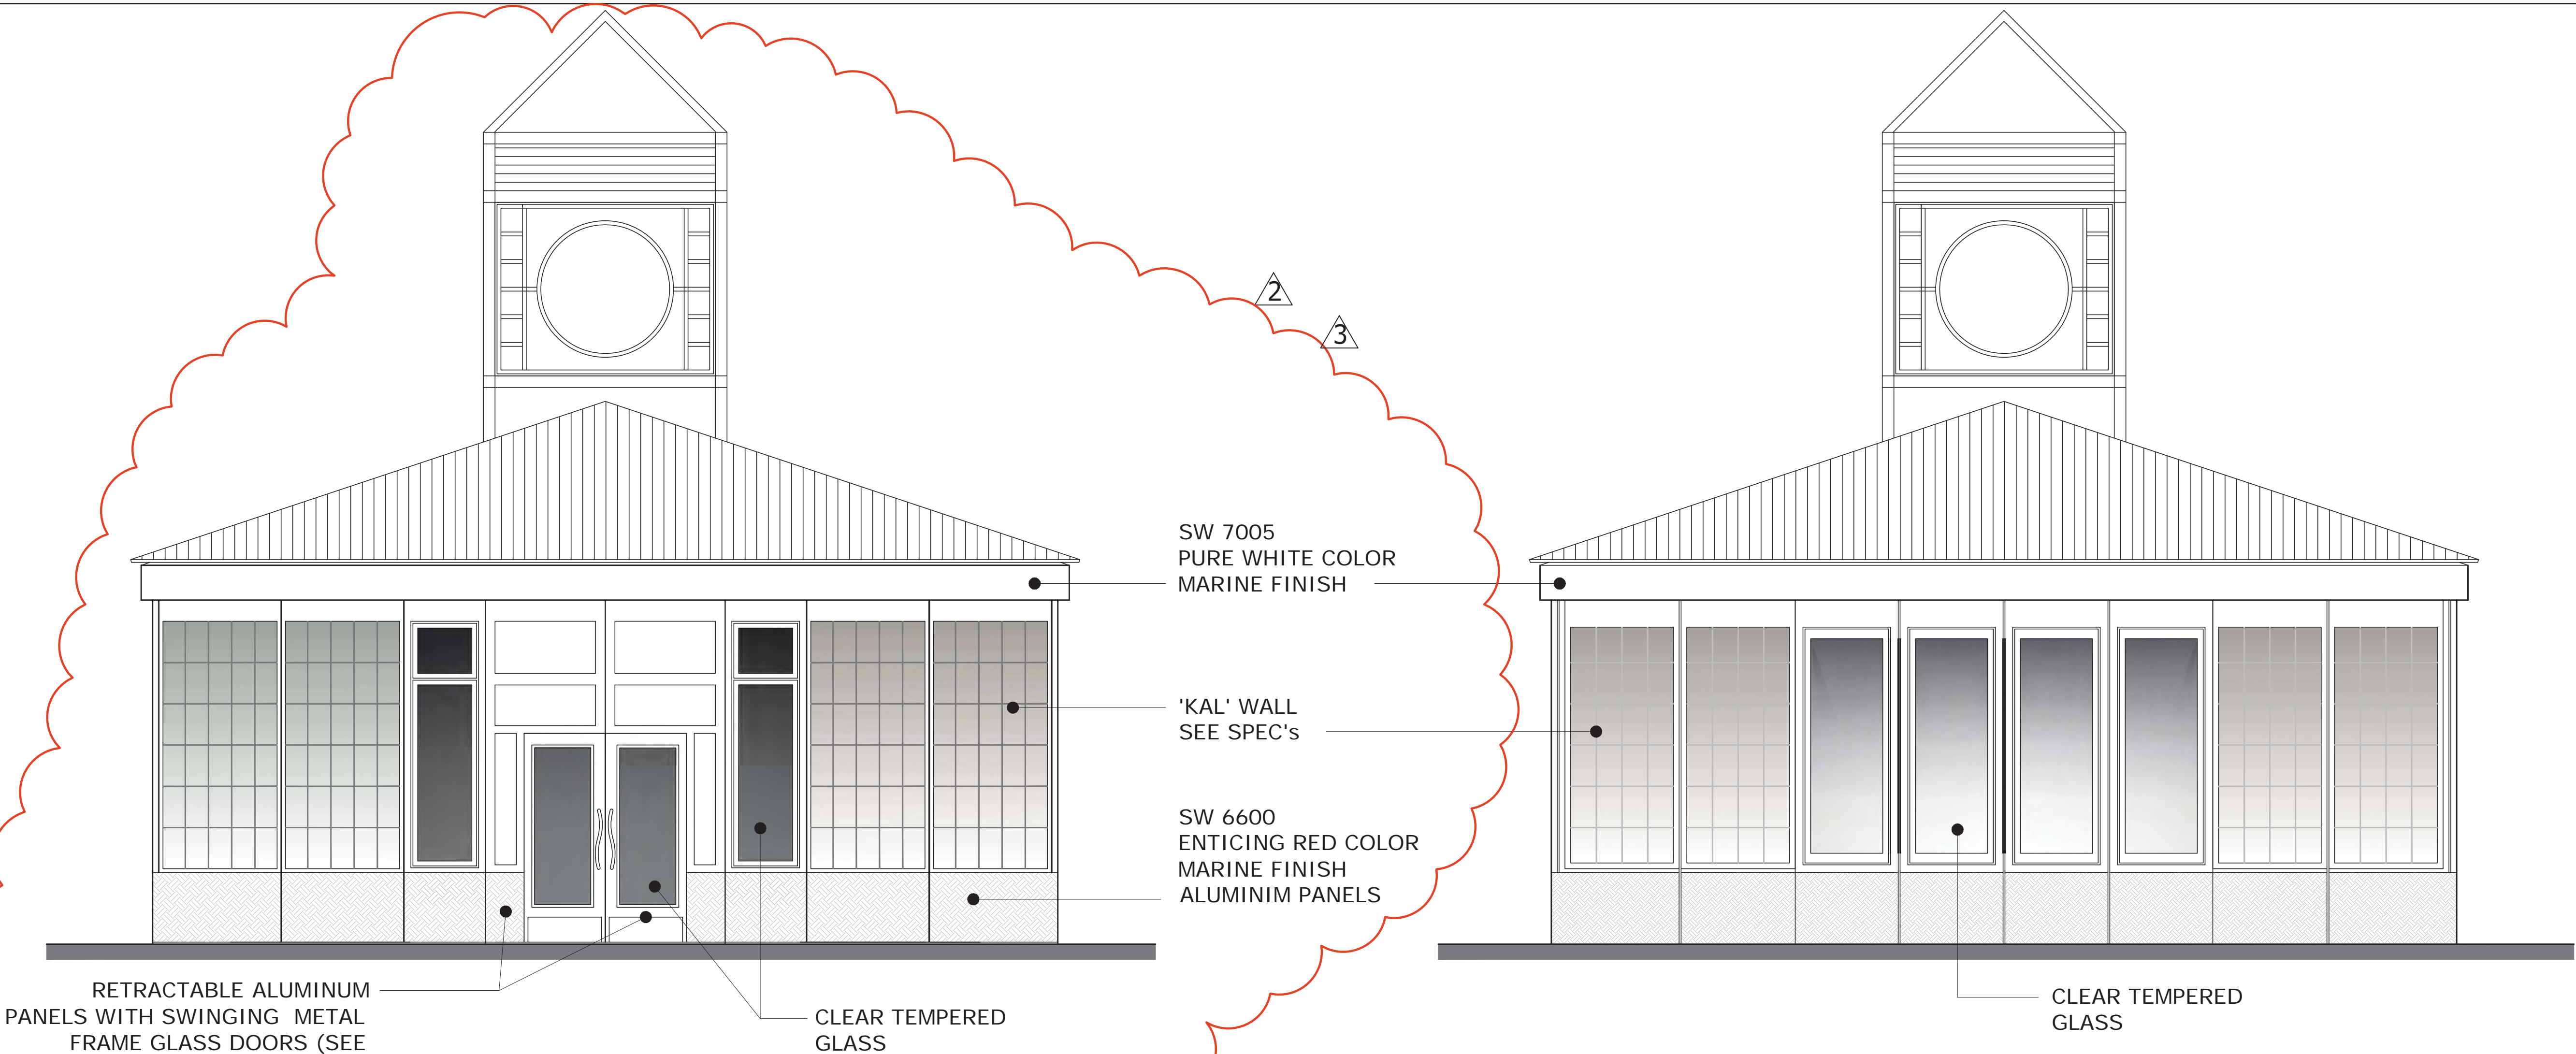 2
3
SW 7005
PURE WHITE COLOR
MARINE FINISH
'KAL' WALL
SEE SPEC's
SW 6600
ENTICING RED COLOR
MARINE FINISH
ALUMINIM PANELS
RETRACTABLE ALUMINUM
PANELS WITH SWINGING METAL
FRAME GLASS DOORS (SEE
CLEAR TEMPERED
GLASS
CLEAR TEMPERED
GLASS